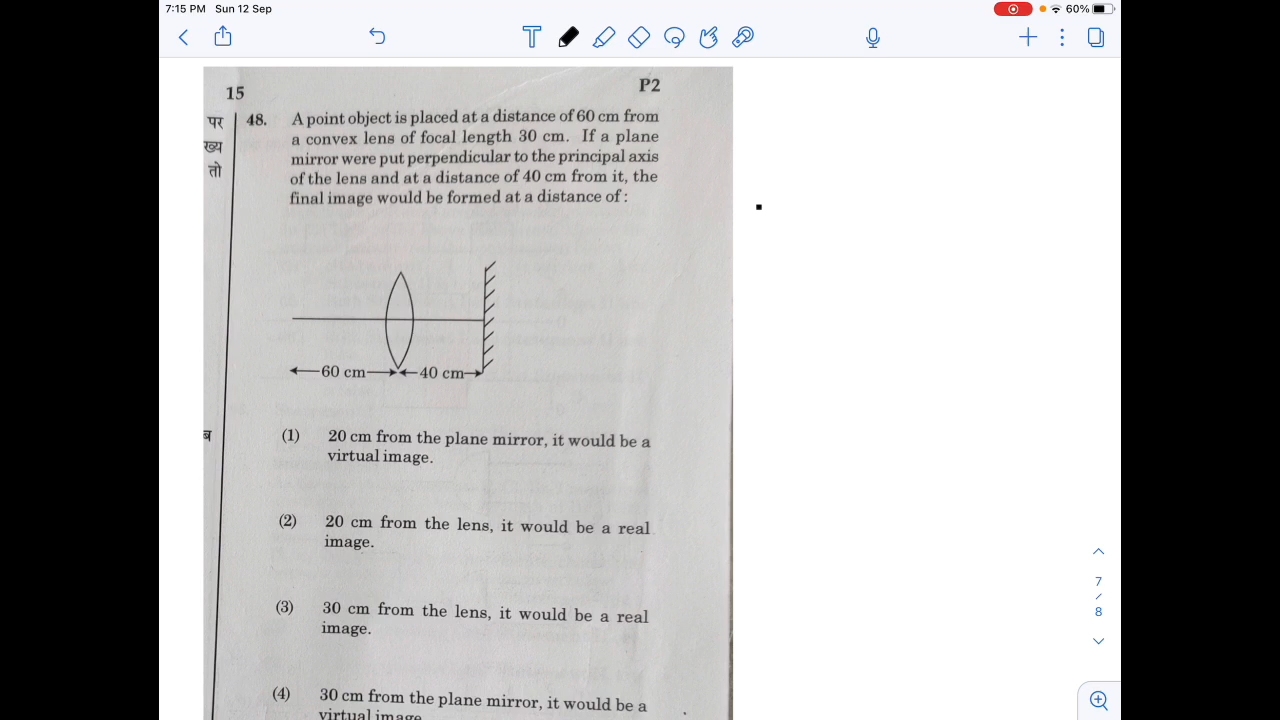 7:15 PM Sun 12 Sep
60%
15
P2
पर
ख्य
तो
48. A point object is placed at a distance of 60 cm from
a convex lens of focal length 30 cm. If a plane
mirror were put perpendicular to the principal axis
of the lens and at a distance of 40 cm from it, the
final image would be formed at a distance of :
60 cm
40 cm
ब
(1) 20 cm from the plane mirror, it would be a
virtual image.
(2) 20 cm from the lens, it would be a real
image.
(3) 30 cm from the lens, it would be a real
image.
(4) 30 cm from the plane mirror, it would be a
virtual image.
7
/
8